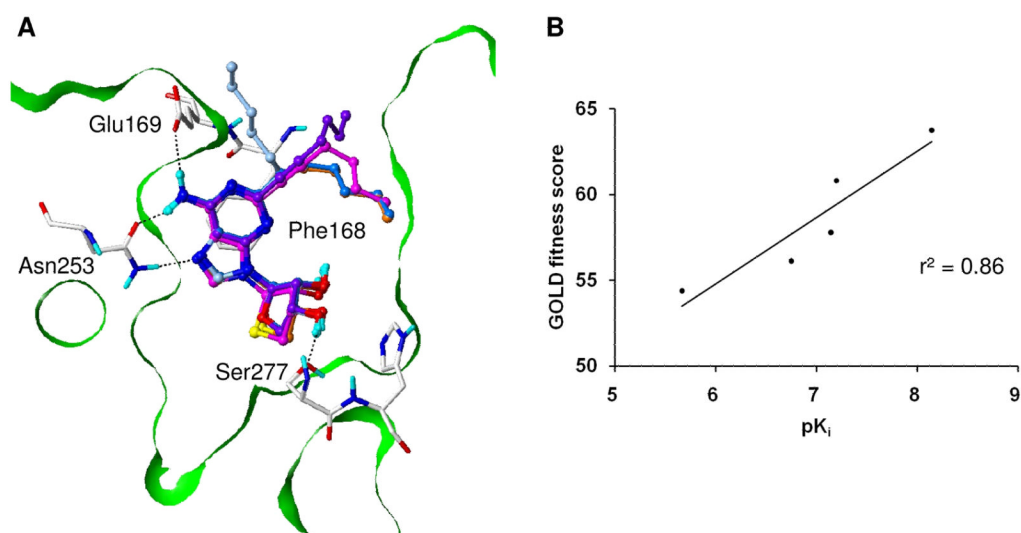 A
Glu169
Phe168
Asn253
Ser277
B
65
60
55
50
GOLD fitness score
r² = 0.86
5 6 7 8 9
pKᵢ